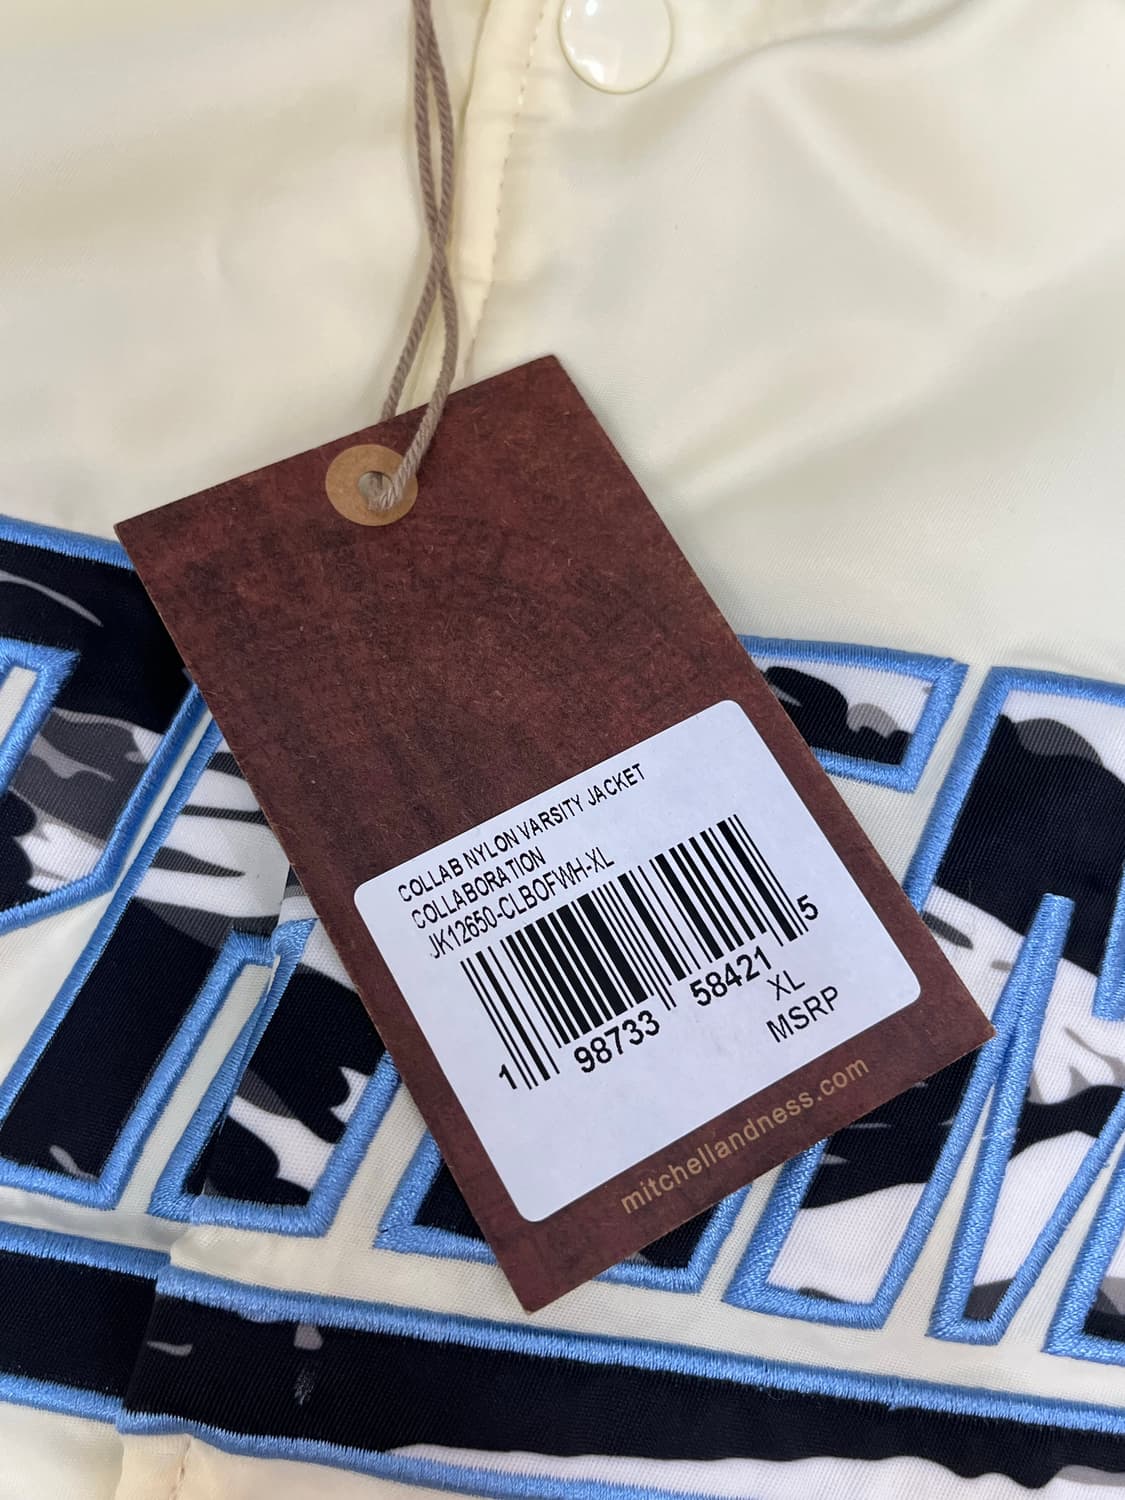 COLLAB NYLON VARSITY JACKET
COLLABORATION
JK12650-CLBOFWH-XL
1 98733 58421 5
XL
MSRP
mitchellandness.com